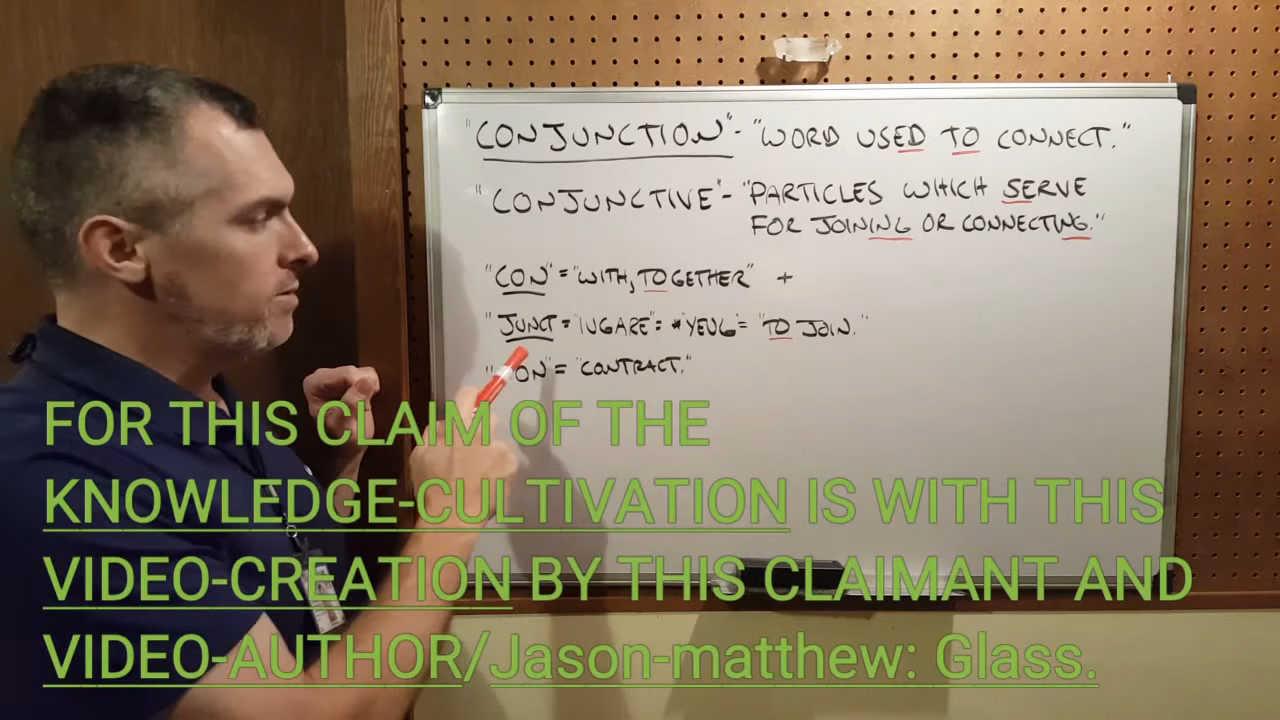 "CONJUNCTION" - "WORD USED TO CONNECT."
"CONJUNCTIVE" - "PARTICLES WHICH SERVE
FOR JOINING OR CONNECTING."
"CON" = "WITH, TOGETHER" +
"JUNCT = "IUGARE": *"YEUG" = "TO JOIN."
ON" = "CONTRACT."
FOR THIS CLAIM OF THE
KNOWLEDGE-CULTIVATION IS WITH THIS
VIDEO-CREATION BY THIS CLAIMANT AND
VIDEO-AUTHOR/Jason-matthew: Glass.